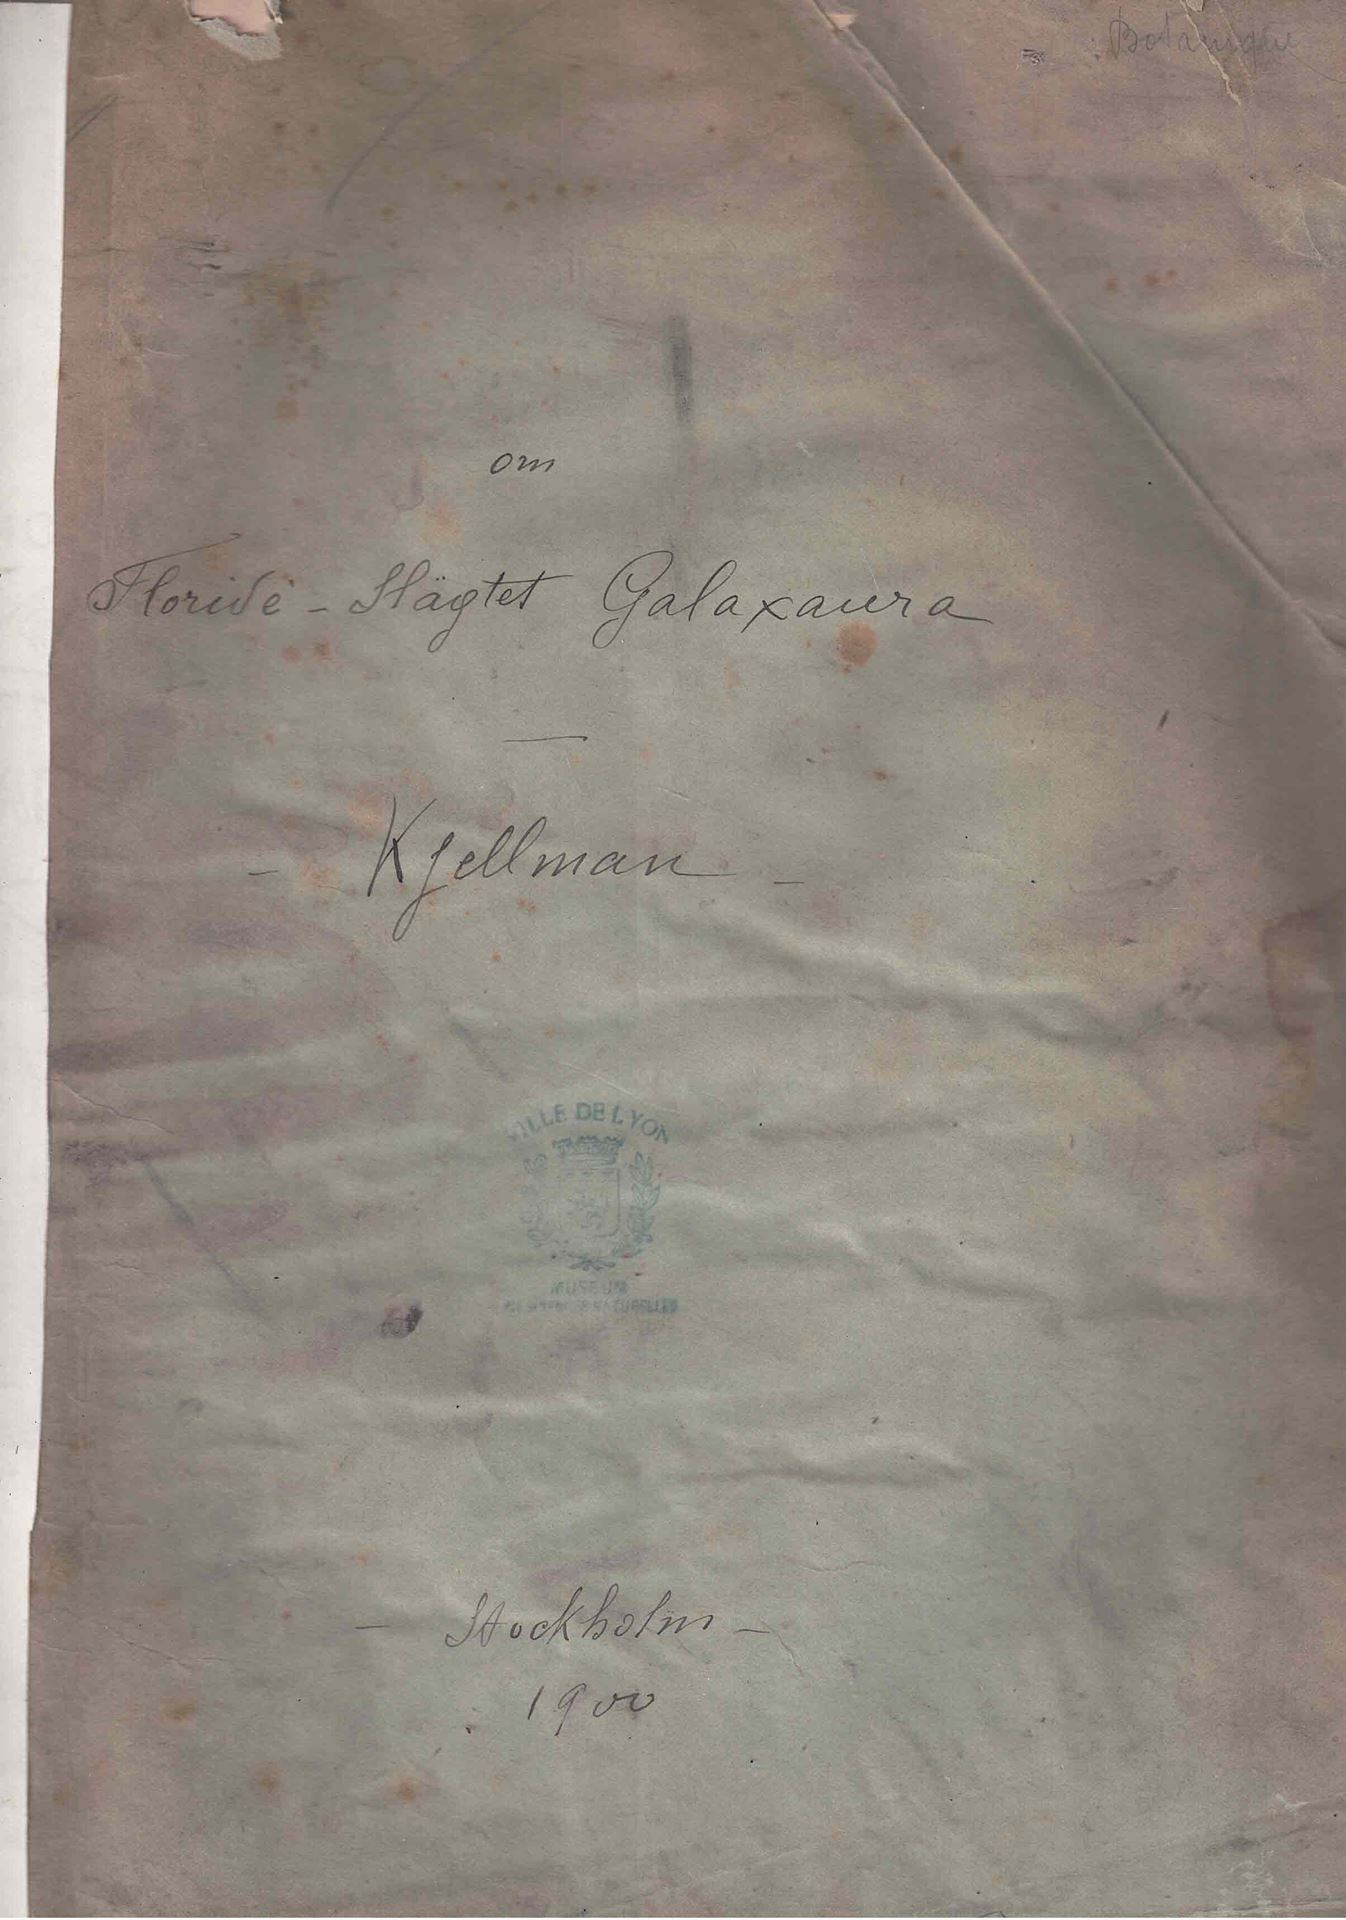 Botanique
om
Floridé - Slägtet Galaxaura
- Kjellman -
VILLE DE LYON
MUSEUM
- Stockholm -
1900